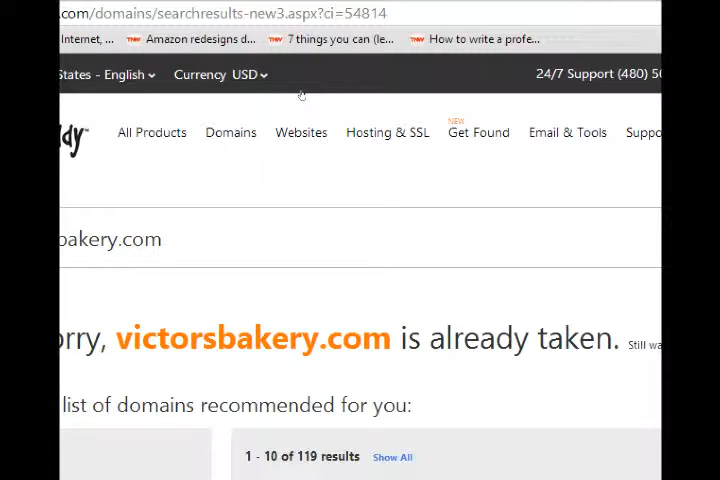 .com/domains/searchresults-new3.aspx?ci=54814
Internet, ... Amazon redesigns d... 7 things you can (le... How to write a profe...
States - English Currency USD 24/7 Support (480) 50
dy™ All Products Domains Websites Hosting & SSL NEW Get Found Email & Tools Suppo
bakery.com
orry, victorsbakery.com is already taken. Still wa
list of domains recommended for you:
1 - 10 of 119 results Show All